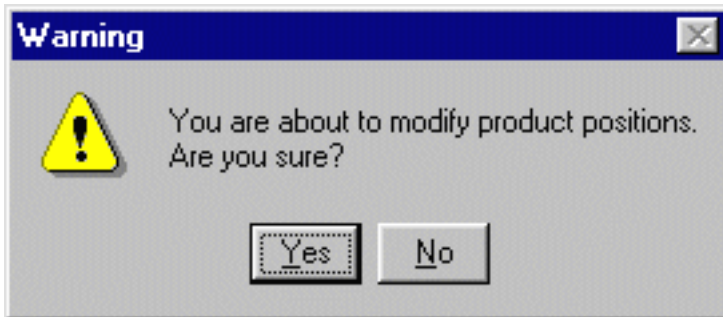 Warning
You are about to modify product positions.
Are you sure?
Yes No